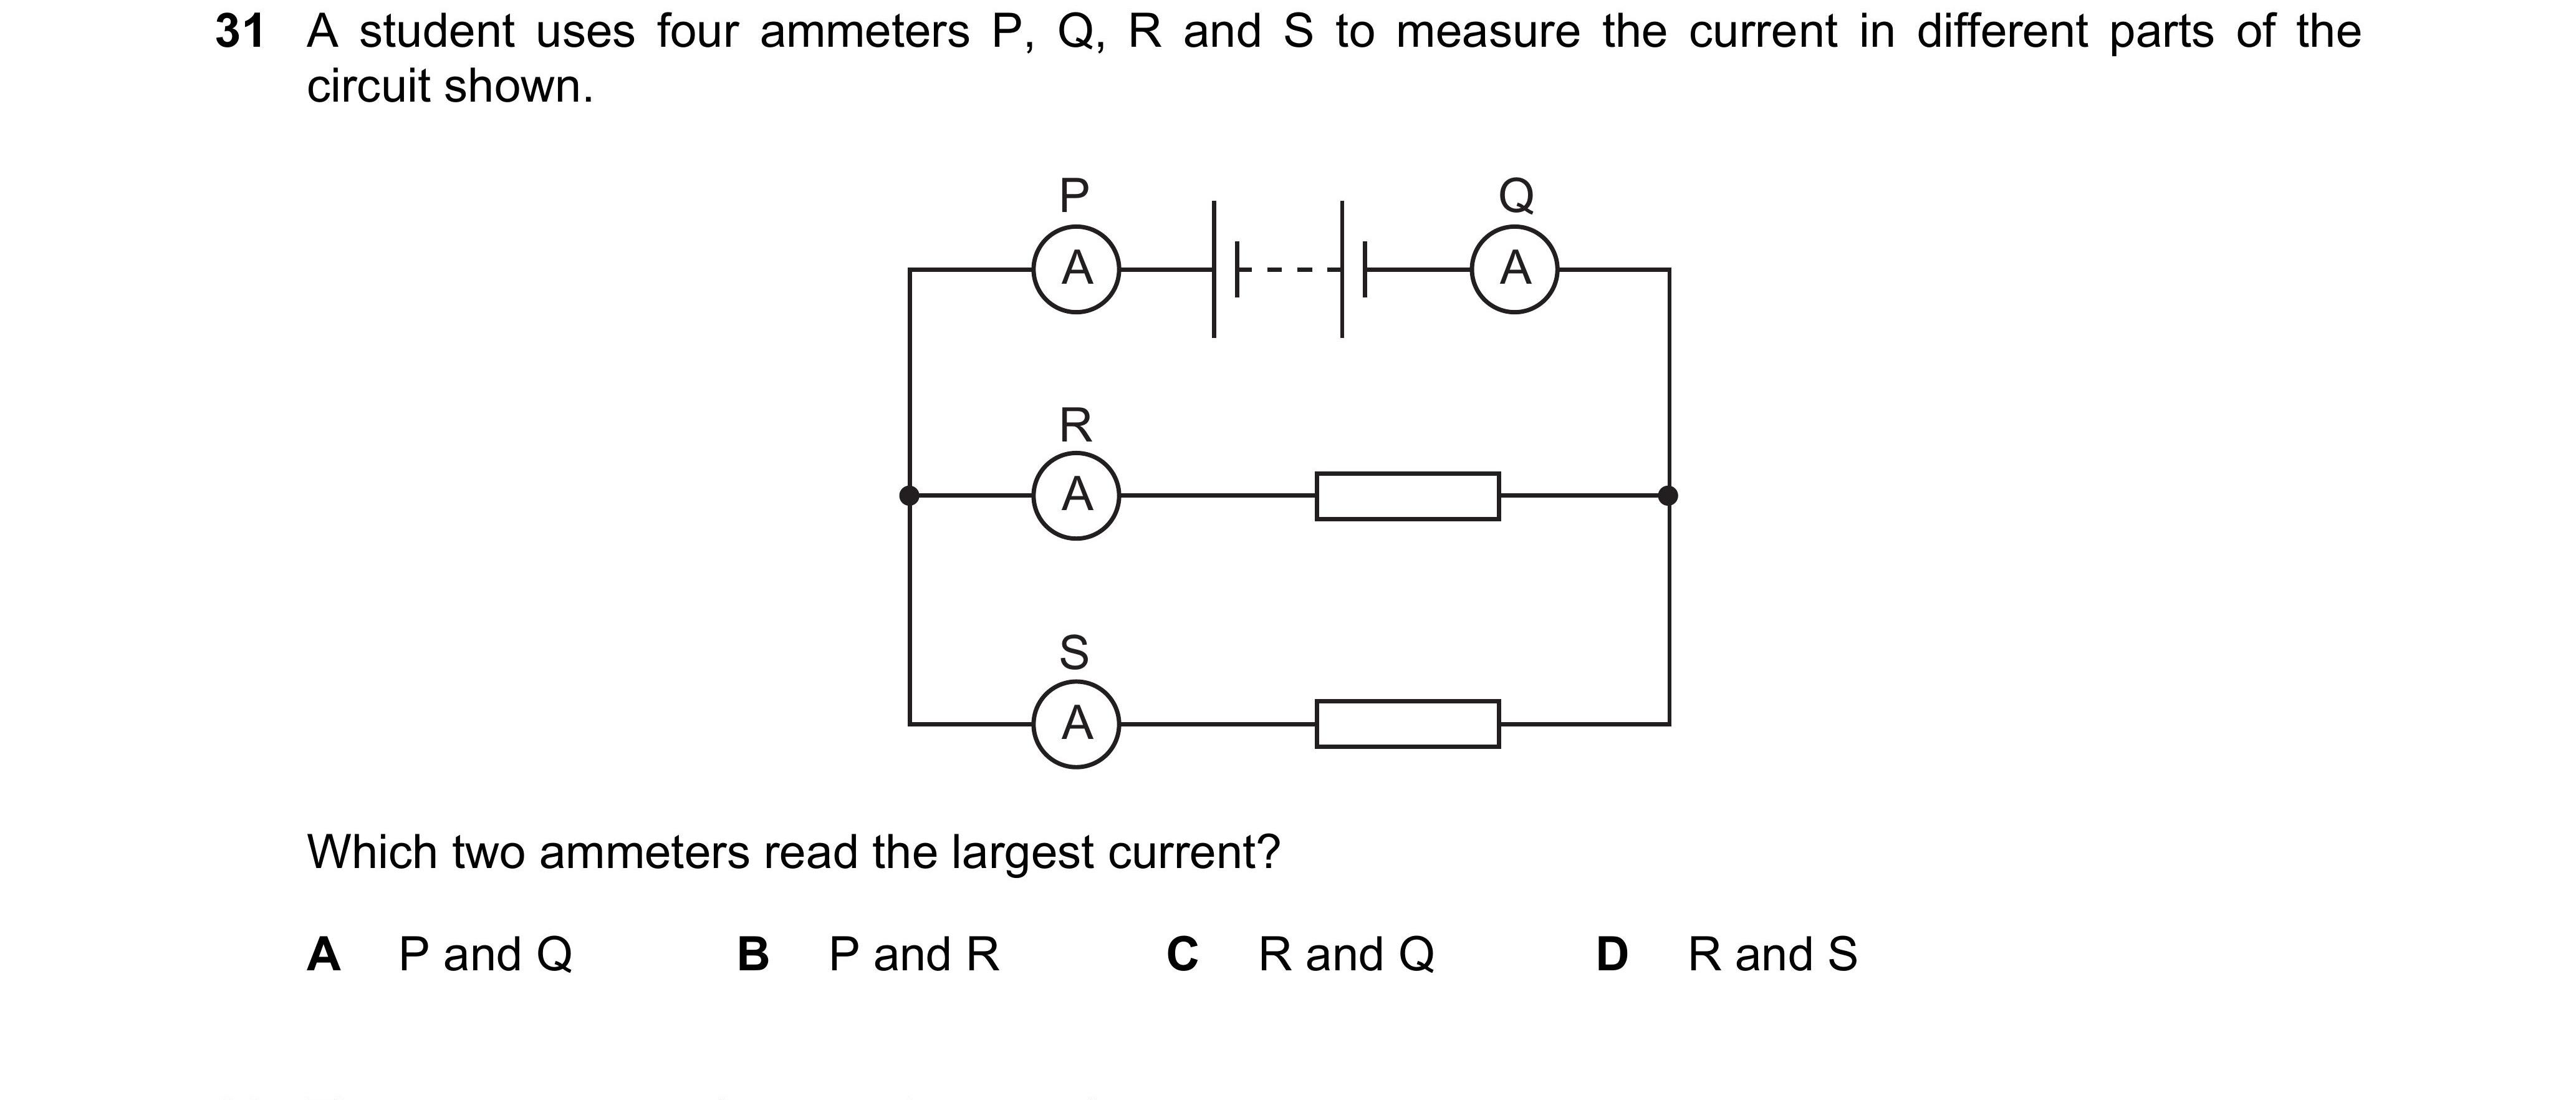 31 A student uses four ammeters P, Q, R and S to measure the current in different parts of the
circuit shown.
P
Q
A
A
R
A
S
A
Which two ammeters read the largest current?
A P and Q B P and R C R and Q D R and S